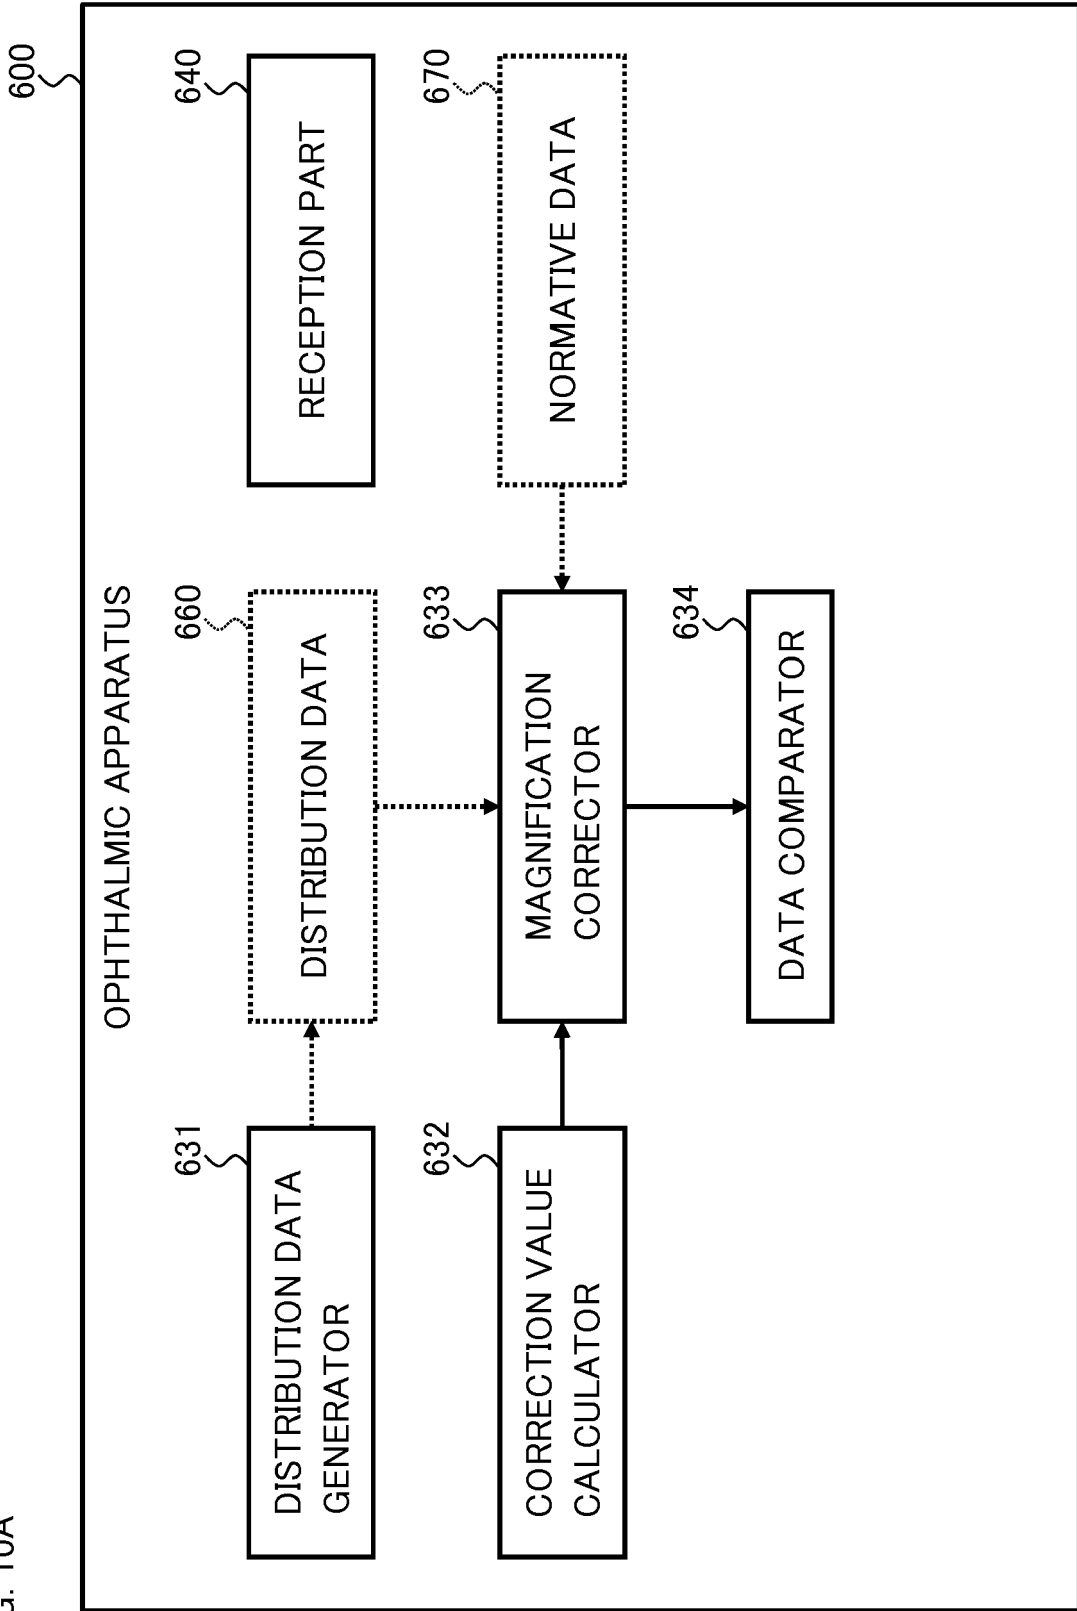 G. 10A
600
OPHTHALMIC APPARATUS
631
DISTRIBUTION DATA
GENERATOR
660
DISTRIBUTION DATA
640
RECEPTION PART
632
CORRECTION VALUE
CALCULATOR
633
MAGNIFICATION
CORRECTOR
670
NORMATIVE DATA
634
DATA COMPARATOR